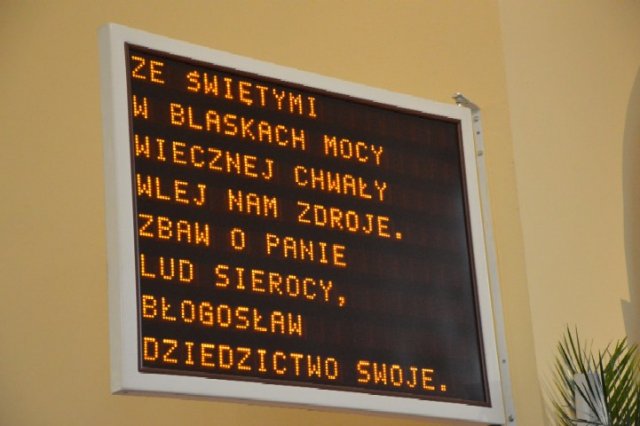 ZE ŚWIĘTYMI
W BLASKACH MOCY
WIECZNEJ CHWAŁY
WLEJ NAM ZDROJE.
ZBAW O PANIE
LUD SIEROCY,
BŁOGOSŁAW
DZIEDZICTWO SWOJE.